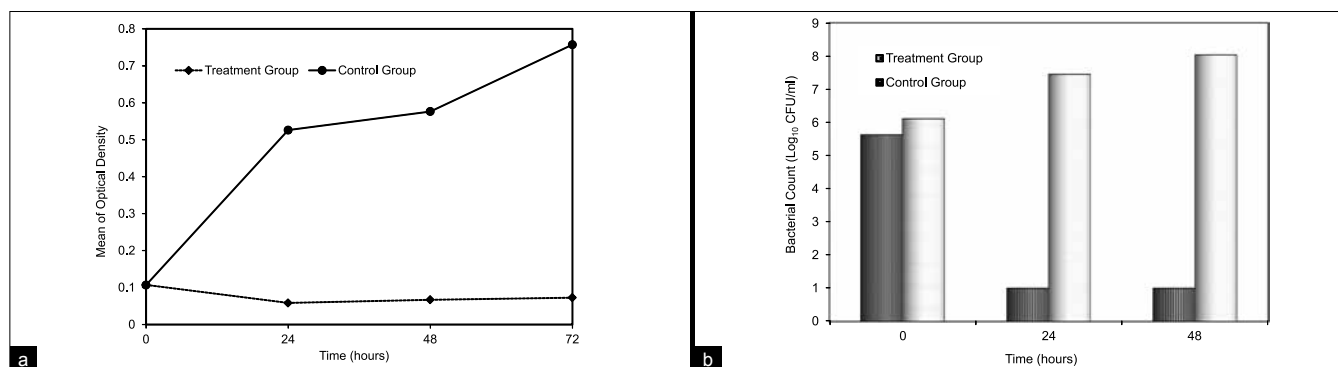 0.8
0.7
0.6
0.5
0.4
0.3
0.2
0.1
0
Mean of Optical Density
Treatment Group
Control Group
0
24
48
72
Time (hours)
a
9
8
7
6
5
4
3
2
1
0
Bacterial Count (Log₁₀ CFU/ml)
Treatment Group
Control Group
0
24
48
Time (hours)
b